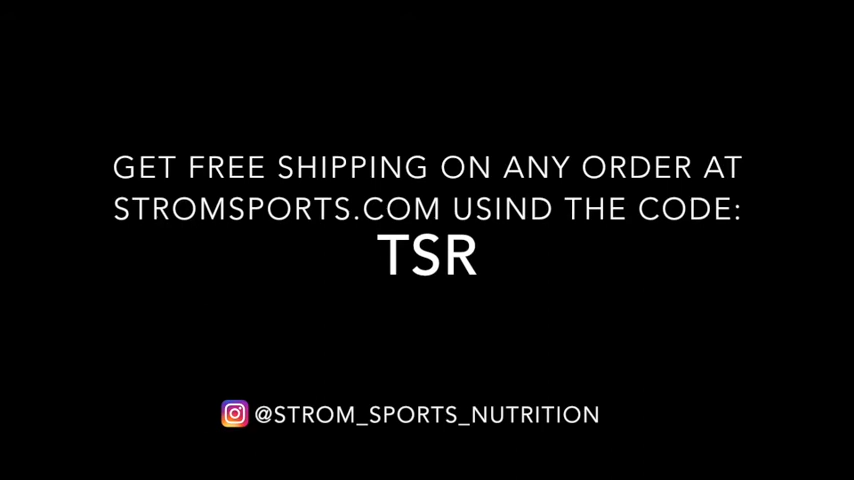 GET FREE SHIPPING ON ANY ORDER AT
STROMSPORTS.COM USIND THE CODE:
TSR
@STROM_SPORTS_NUTRITION